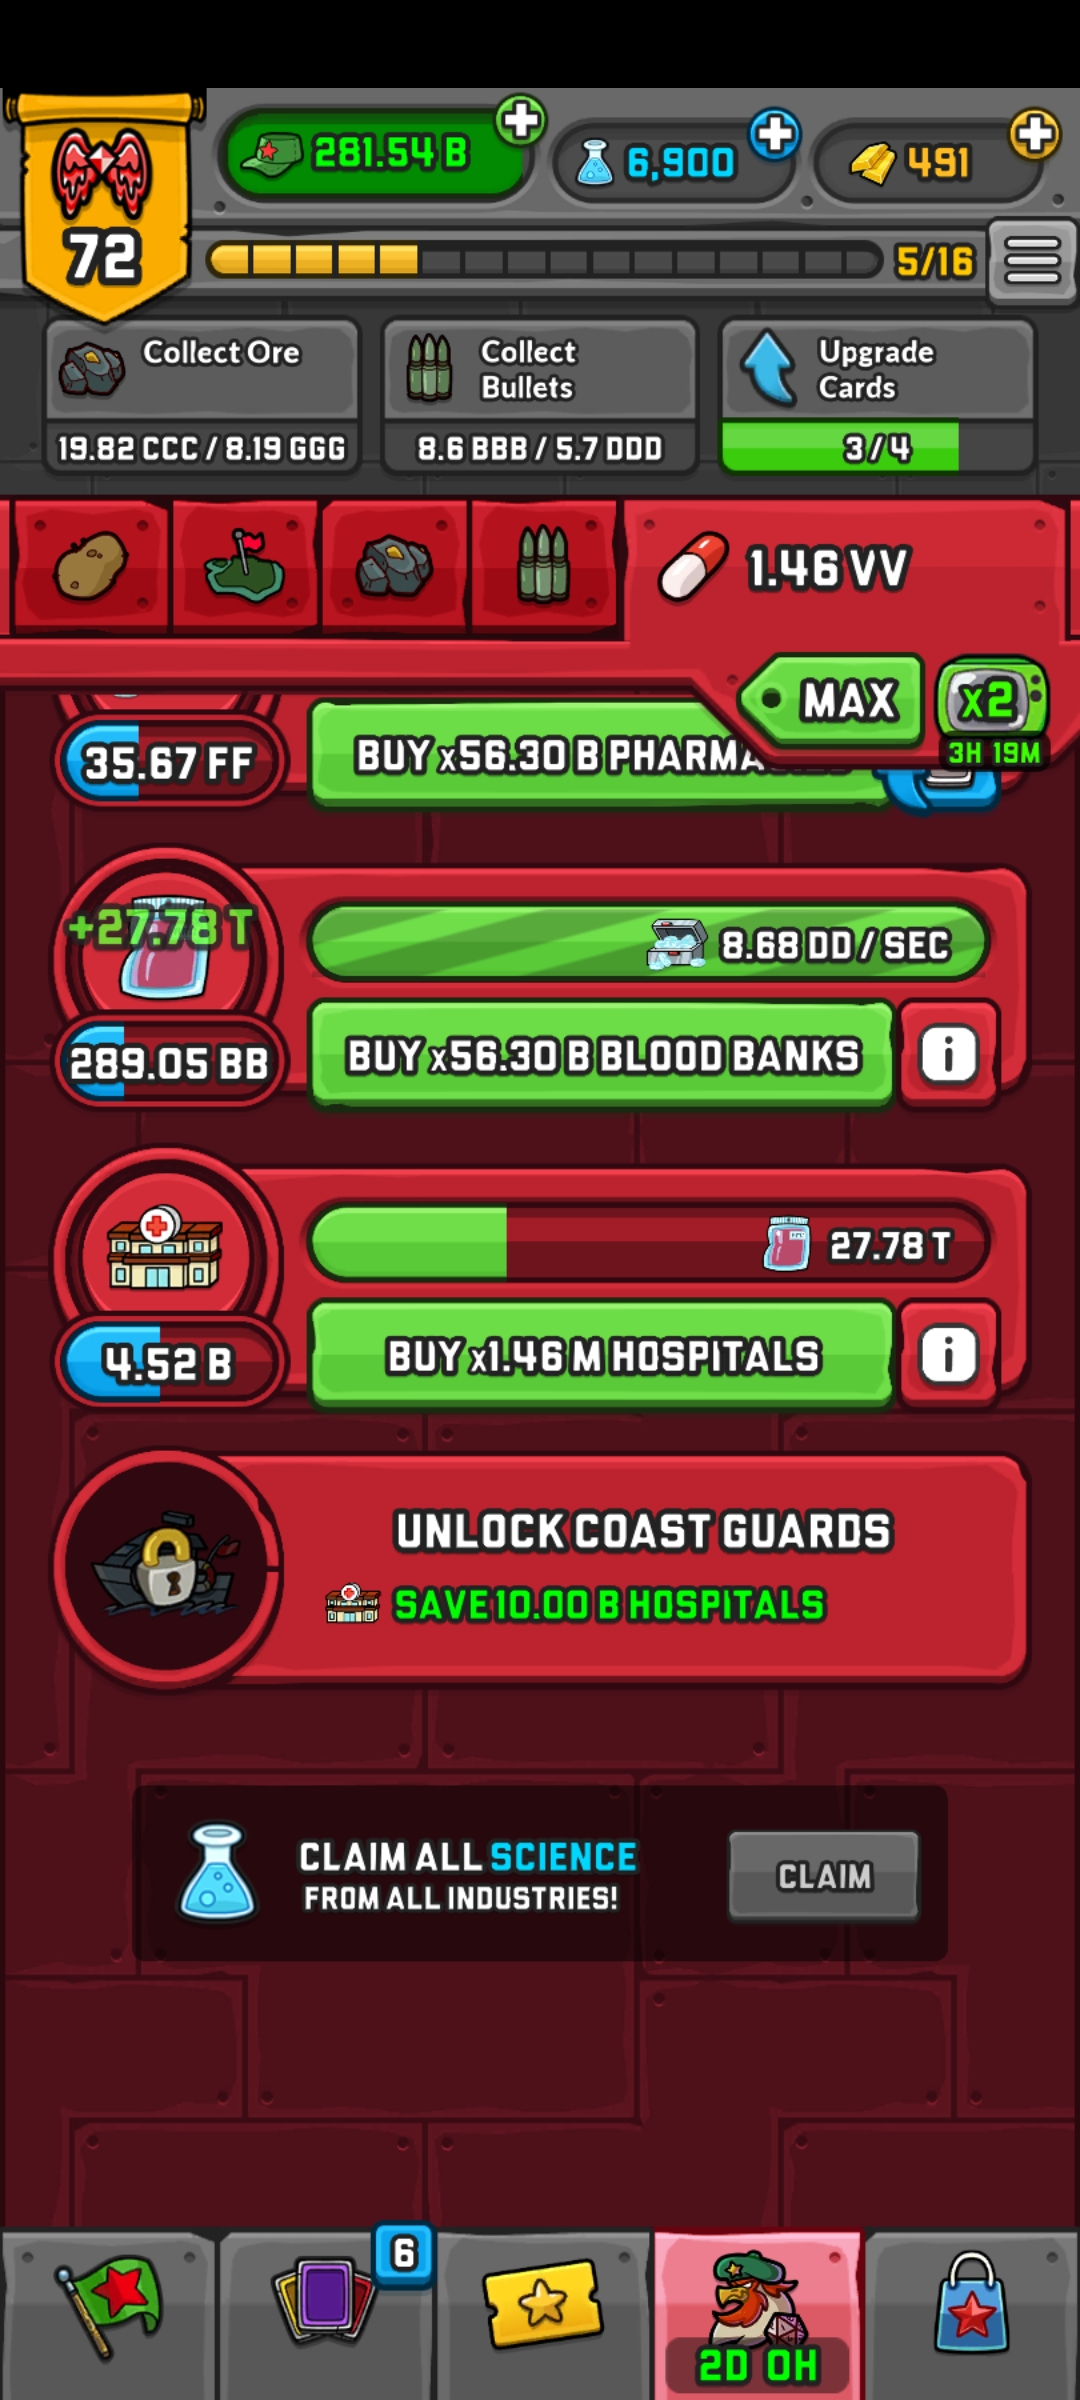 281.54 B
6,900
491
72
5/16
Collect Ore
19.82 CCC / 8.19 GGG
Collect
Bullets
8.6 BBB / 5.7 DDD
Upgrade
Cards
3 / 4
1.46 VV
MAX
x2
3H 19M
35.67 FF
BUY x56.30 B
+27.78 T
8.68 DD / SEC
289.05 BB
BUY x56.30 B BLOOD BANKS
i
27.78 T
4.52 B
BUY x1.46 M HOSPITALS
i
UNLOCK COAST GUARDS
SAVE 10.00 B HOSPITALS
CLAIM ALL SCIENCE
FROM ALL INDUSTRIES!
CLAIM
6
2D 0H